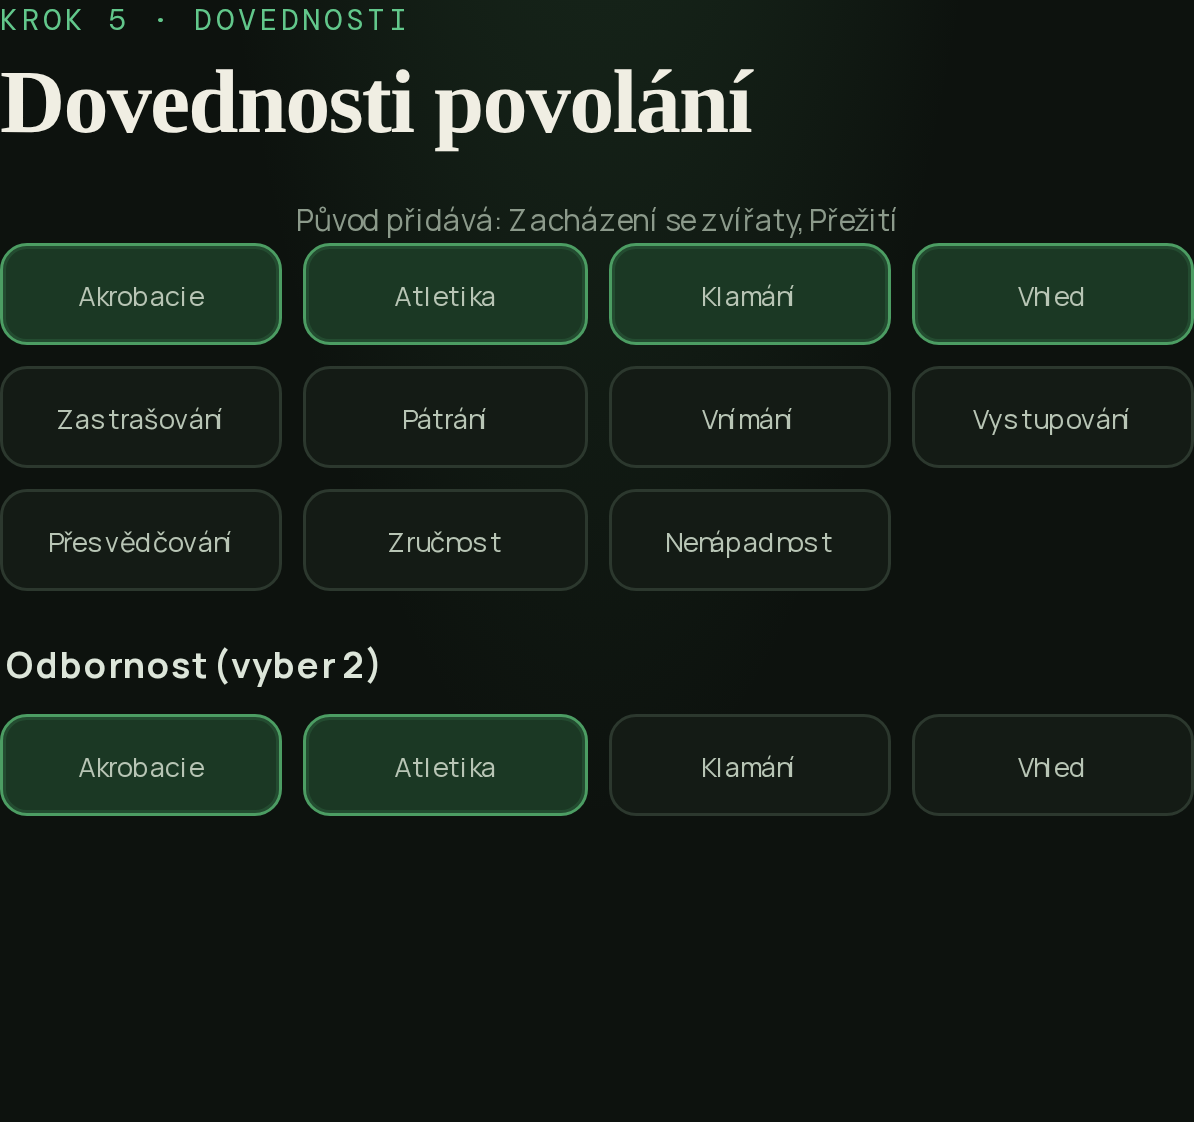 KROK 5 · DOVEDNOSTI
Dovednosti povolání
Původ přidává: Zacházení se zvířaty, Přežití
Akrobacie Atletika Klamání Vhled
Zastrašování Pátrání Vnímání Vystupování
Přesvědčování Zručnost Nenápadnost
Odbornost (vyber 2)
Akrobacie Atletika Klamání Vhled